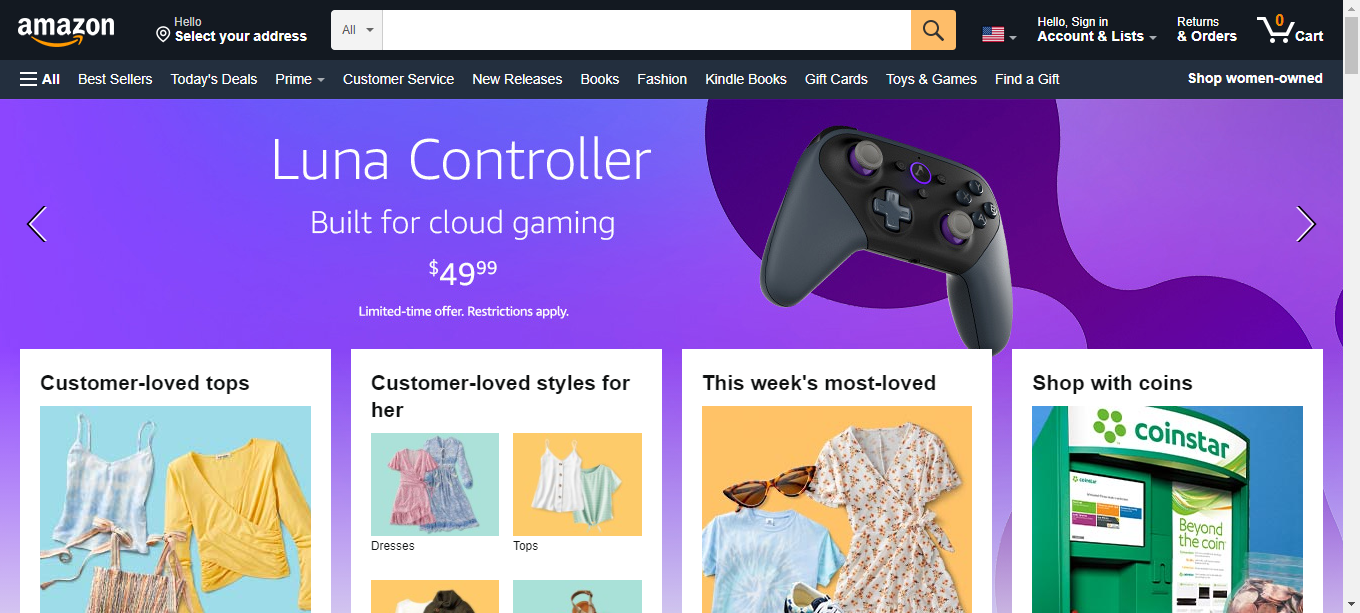 amazon
Hello
Select your address
All
Hello, Sign in
Account & Lists
Returns
& Orders
0
Cart
All
Best Sellers
Today's Deals
Prime
Customer Service
New Releases
Books
Fashion
Kindle Books
Gift Cards
Toys & Games
Find a Gift
Shop women-owned
Luna Controller
Built for cloud gaming
$49.99
Limited-time offer. Restrictions apply.
Customer-loved tops
Customer-loved styles for
her
Dresses
Tops
This week's most-loved
Shop with coins
coinstar
coinstar
Beyond
the coin